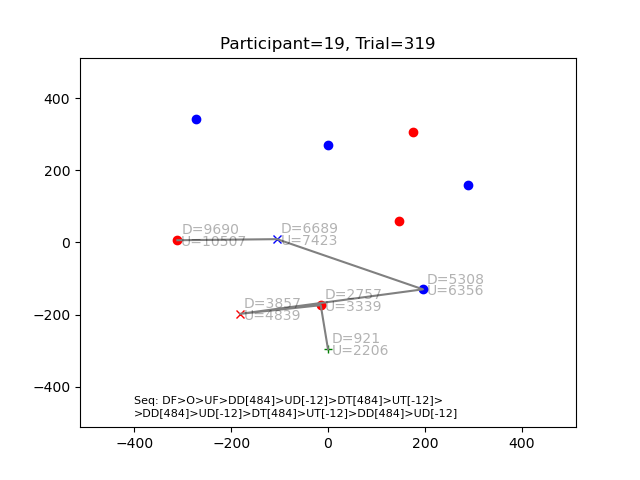 Participant=19, Trial=319
400
200
0
−200
−400
D=9690
U=10507
D=6689
U=7423
D=5308
U=6356
D=2757
U=3339
D=3857
U=4839
D=921
U=2206
Seq: DF>O>UF>DD[484]>UD[-12]>DT[484]>UT[-12]>
>DD[484]>UD[-12]>DT[484]>UT[-12]>DD[484]>UD[-12]
−400 −200 0 200 400